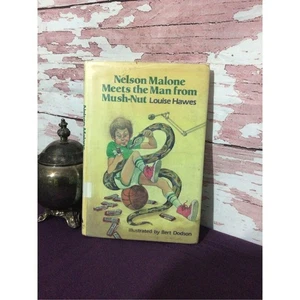 Nelson Malone
Meets the Man from
Mush-Nut Louise Hawes
Illustrated by Bert Dodson